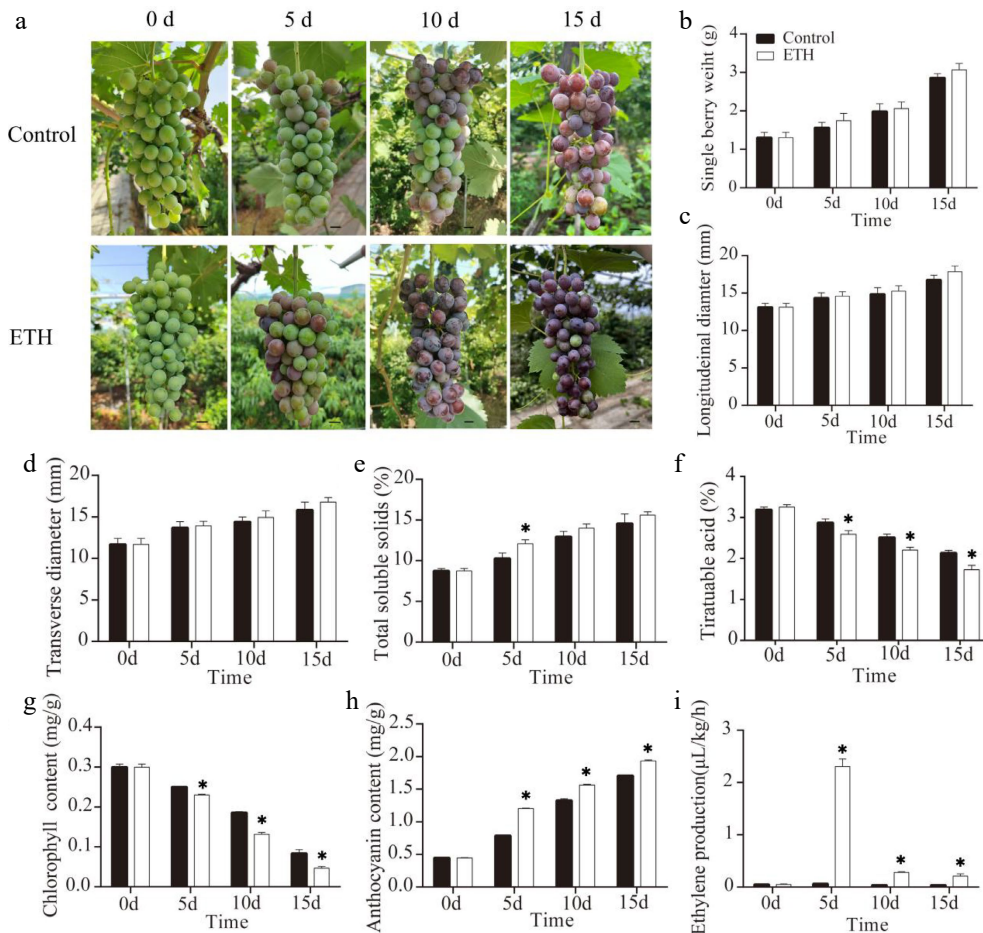 a
0 d
5 d
10 d
15 d
Control
ETH
b
Single berry weiht (g)
4
3
2
1
0
Control
ETH
0d
5d
10d
15d
Time
c
Longitudeinal diamter (mm)
20
15
10
5
0
0d
5d
10d
15d
Time
d
Transverse diameter (mm)
20
15
10
5
0
0d
5d
10d
15d
Time
e
Total soluble solids (%)
20
15
10
5
0
*
0d
5d
10d
15d
Time
f
Tiratuable acid (%)
4
3
2
1
0
*
*
*
0d
5d
10d
15d
Time
g
Chlorophyll content (mg/g)
0.4
0.3
0.2
0.1
0.0
*
*
*
0d
5d
10d
15d
Time
h
Anthocyanin content (mg/g)
2.5
2.0
1.5
1.0
0.5
0.0
*
*
*
0d
5d
10d
15d
Time
i
Ethylene production(μL/kg/h)
3
2
1
0
*
*
*
0d
5d
10d
15d
Time